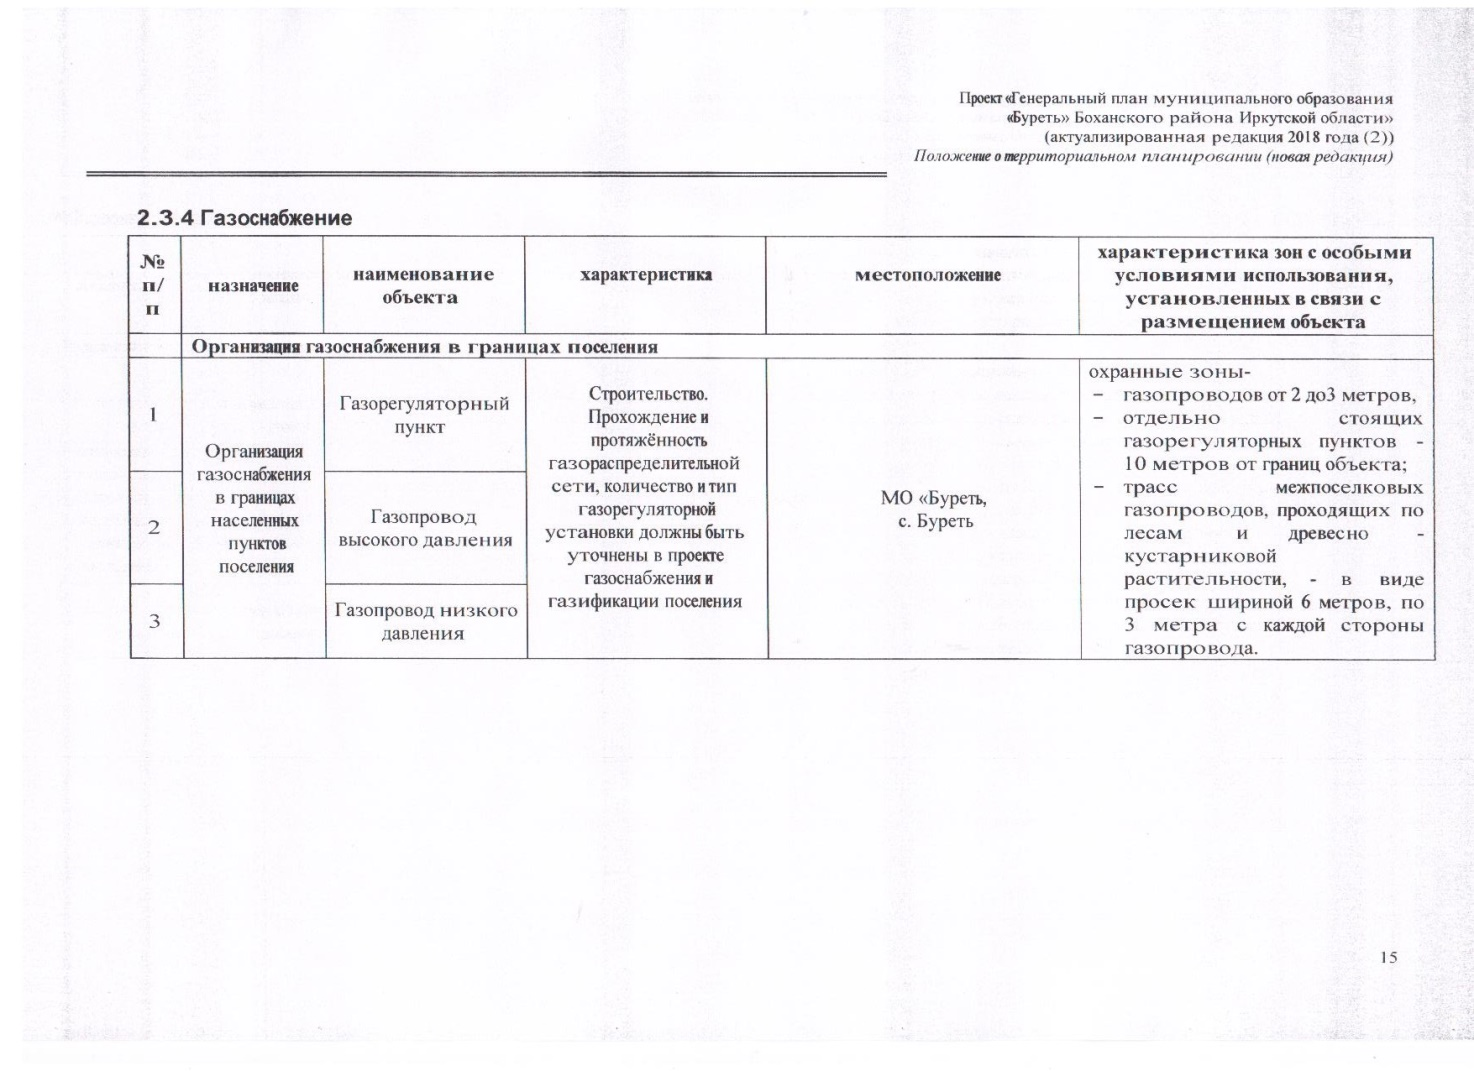 Проект «Генеральный план муниципального образования
«Буреть» Боханского района Иркутской области»
(актуализированная редакция 2018 года (2))
Положение о территориальном планировании (новая редакция)
2.3.4 Газоснабжение
№
п/
п
назначение
наименование
объекта
характеристика
местоположение
характеристика зон с особыми
условиями использования,
установленных в связи с
размещением объекта
Организация газоснабжения в границах поселения
1
Организация
газоснабжения
в границах
населенных
пунктов
поселения
Газорегуляторный
пункт
Строительство.
Прохождение и
протяжённость
газораспределительной
сети, количество и тип
газорегуляторной
установки должны быть
уточнены в проекте
газоснабжения и
газификации поселения
МО «Буреть,
с. Буреть
охранные зоны-
– газопроводов от 2 до3 метров,
– отдельно стоящих
газорегуляторных пунктов -
10 метров от границ объекта;
– трасс межпоселковых
газопроводов, проходящих по
лесам и древесно -
кустарниковой
растительности, - в виде
просек шириной 6 метров, по
3 метра с каждой стороны
газопровода.
2
Газопровод
высокого давления
3
Газопровод низкого
давления
15